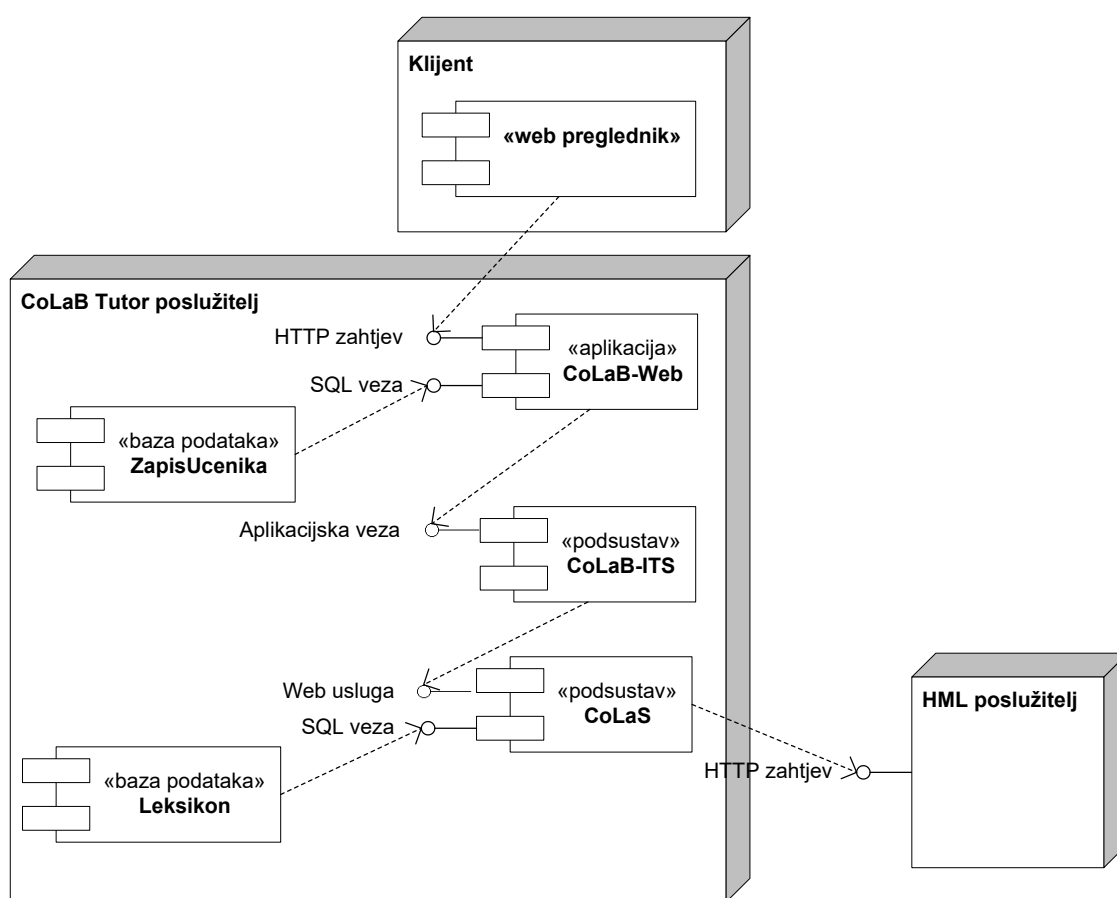 Klijent
«web preglednik»
CoLaB Tutor poslužitelj
HTTP zahtjev
«aplikacija»
CoLaB-Web
SQL veza
«baza podataka»
ZapisUcenika
Aplikacijska veza
«podsustav»
CoLaB-ITS
Web usluga
«podsustav»
CoLaS
SQL veza
«baza podataka»
Leksikon
HML poslužitelj
HTTP zahtjev